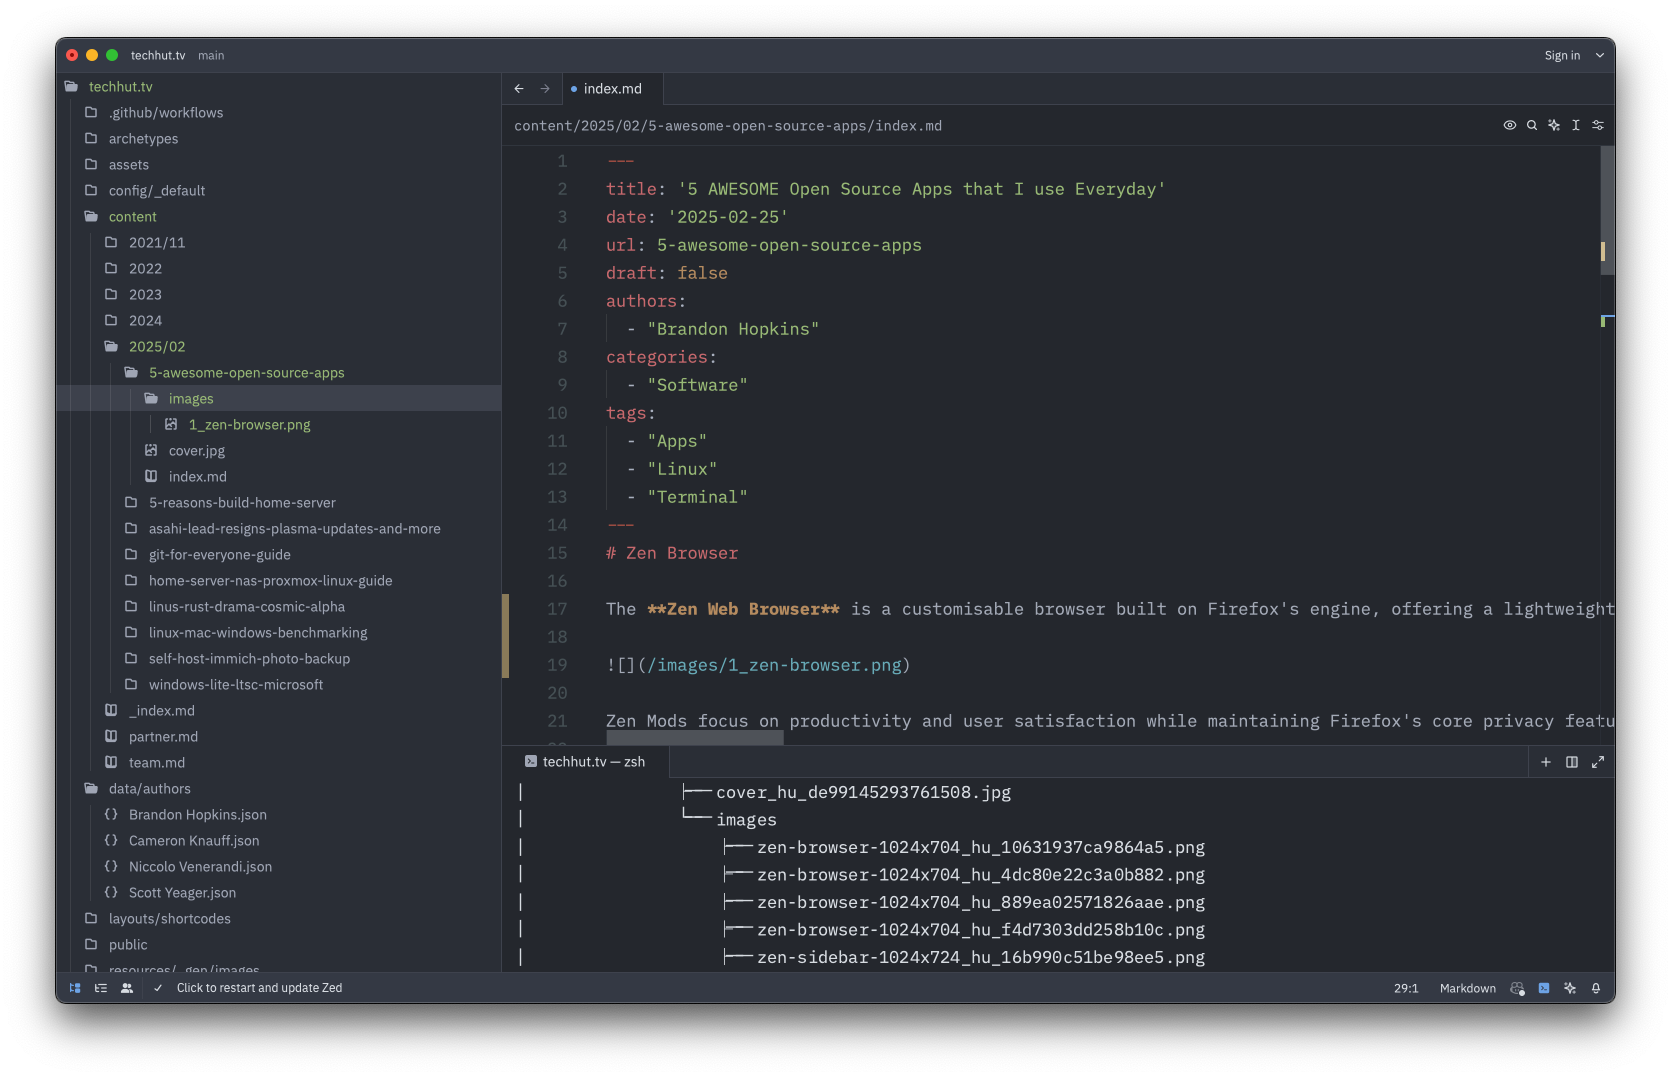 techhut.tv main
Sign in
techhut.tv
.github/workflows
archetypes
assets
config/_default
content
2021/11
2022
2023
2024
2025/02
5-awesome-open-source-apps
images
1_zen-browser.png
cover.jpg
index.md
5-reasons-build-home-server
asahi-lead-resigns-plasma-updates-and-more
git-for-everyone-guide
home-server-nas-proxmox-linux-guide
linus-rust-drama-cosmic-alpha
linux-mac-windows-benchmarking
self-host-immich-photo-backup
windows-lite-ltsc-microsoft
_index.md
partner.md
team.md
data/authors
Brandon Hopkins.json
Cameron Knauff.json
Niccolo Venerandi.json
Scott Yeager.json
layouts/shortcodes
public
resources/_gen/images
index.md
content/2025/02/5-awesome-open-source-apps/index.md
1 ---
2 title: '5 AWESOME Open Source Apps that I use Everyday'
3 date: '2025-02-25'
4 url: 5-awesome-open-source-apps
5 draft: false
6 authors:
7 - "Brandon Hopkins"
8 categories:
9 - "Software"
10 tags:
11 - "Apps"
12 - "Linux"
13 - "Terminal"
14 ---
15 # Zen Browser
16
17 The **Zen Web Browser** is a customisable browser built on Firefox's engine, offering a lightweight
18
19 ![](/images/1_zen-browser.png)
20
21 Zen Mods focus on productivity and user satisfaction while maintaining Firefox's core privacy featu
techhut.tv — zsh
│ ├── cover_hu_de99145293761508.jpg
│ └── images
│ ├── zen-browser-1024x704_hu_10631937ca9864a5.png
│ ├── zen-browser-1024x704_hu_4dc80e22c3a0b882.png
│ ├── zen-browser-1024x704_hu_889ea02571826aae.png
│ ├── zen-browser-1024x704_hu_f4d7303dd258b10c.png
│ ├── zen-sidebar-1024x724_hu_16b990c51be98ee5.png
Click to restart and update Zed
29:1 Markdown